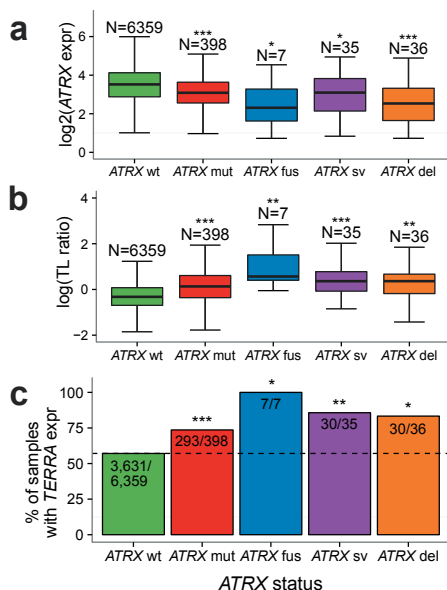 a
log2(ATRX expr)
6
4
2
0
N=6359
***
N=398
*
N=7
*
N=35
***
N=36
ATRX wt
ATRX mut
ATRX fus
ATRX sv
ATRX del
b
log(TL ratio)
4
2
0
−2
N=6359
***
N=398
**
N=7
***
N=35
**
N=36
ATRX wt
ATRX mut
ATRX fus
ATRX sv
ATRX del
c
% of samples
with TERRA expr
100
75
50
25
0
3,631/
6,359
***
293/398
*
7/7
**
30/35
*
30/36
ATRX wt
ATRX mut
ATRX fus
ATRX sv
ATRX del
ATRX status